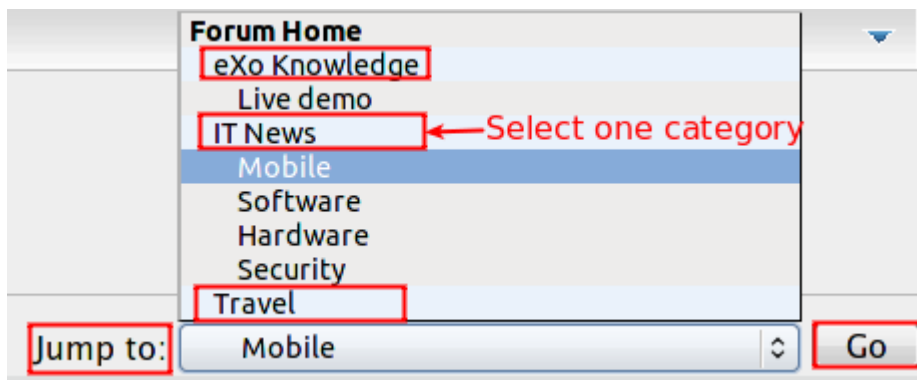 Forum Home
eXo Knowledge
Live demo
IT News
Select one category
Mobile
Software
Hardware
Security
Travel
Jump to: Mobile Go